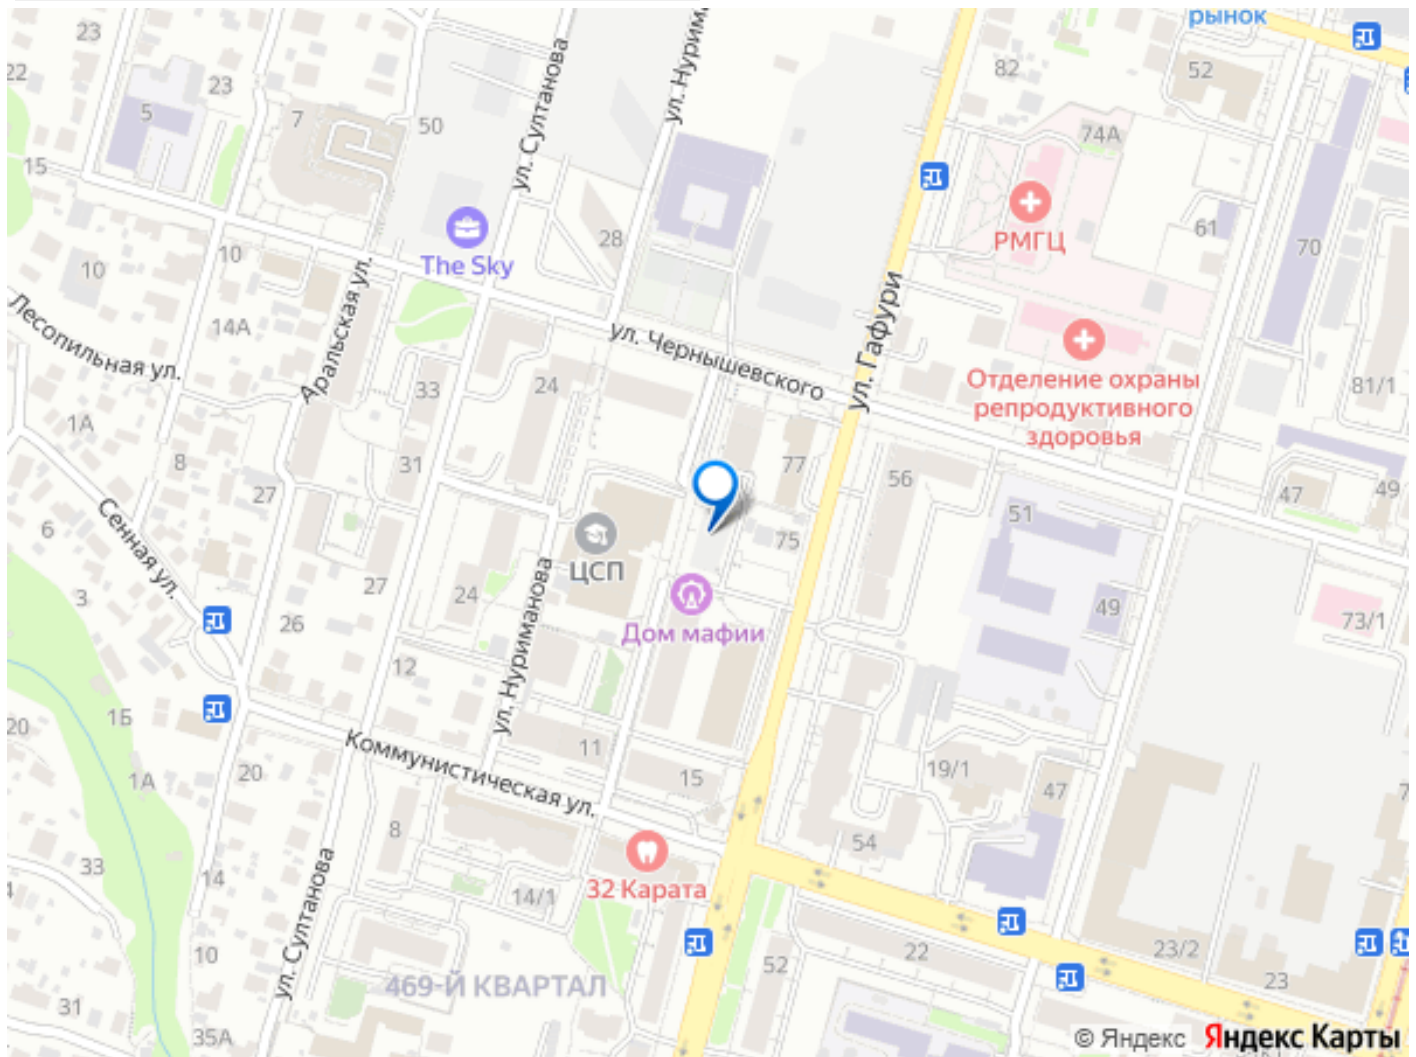 рынок
23
22
23
5
7
50
ул. Султанова
ул. Нурим
82
52
74А
15
РМГЦ
61
70
10
10
The Sky
28
ул. Гафури
Лесопильная ул.
14А
Аральская ул.
ул. Чернышевского
Отделение охраны
репродуктивного
здоровья
81/1
33
24
1А
8
31
77
56
27
47
49
51
Сенная ул.
6
ЦСП
75
3
27
24
ул. Нуриманова
Дом мафии
49
73/1
26
12
20
1Б
11
1А
20
Коммунистическая ул.
15
19/1
47
8
54
33
14
ул. Султанова
32 Карата
14/1
10
22
23/2
52
23
469-Й КВАРТАЛ
31
35А
© Яндекс Яндекс Карты